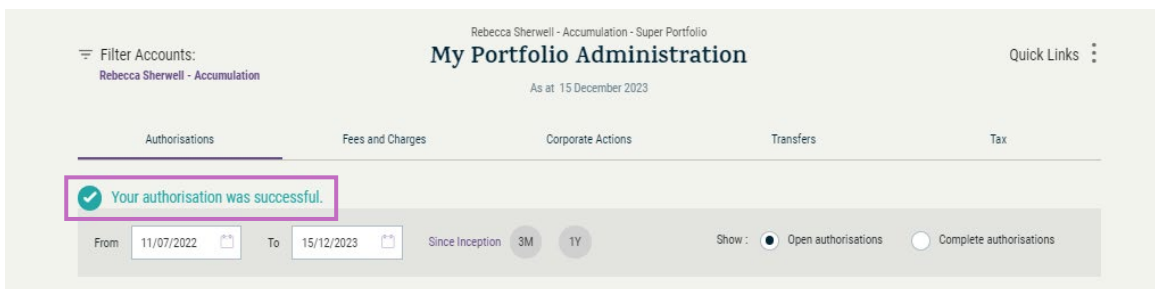 Rebecca Sherwell - Accumulation - Super Portfolio
Filter Accounts:
My Portfolio Administration
Quick Links
Rebecca Sherwell - Accumulation
As at 15 December 2023
Authorisations Fees and Charges Corporate Actions Transfers Tax
Your authorisation was successful.
From 11/07/2022 To 15/12/2023 Since Inception 3M 1Y Show : Open authorisations Complete authorisations